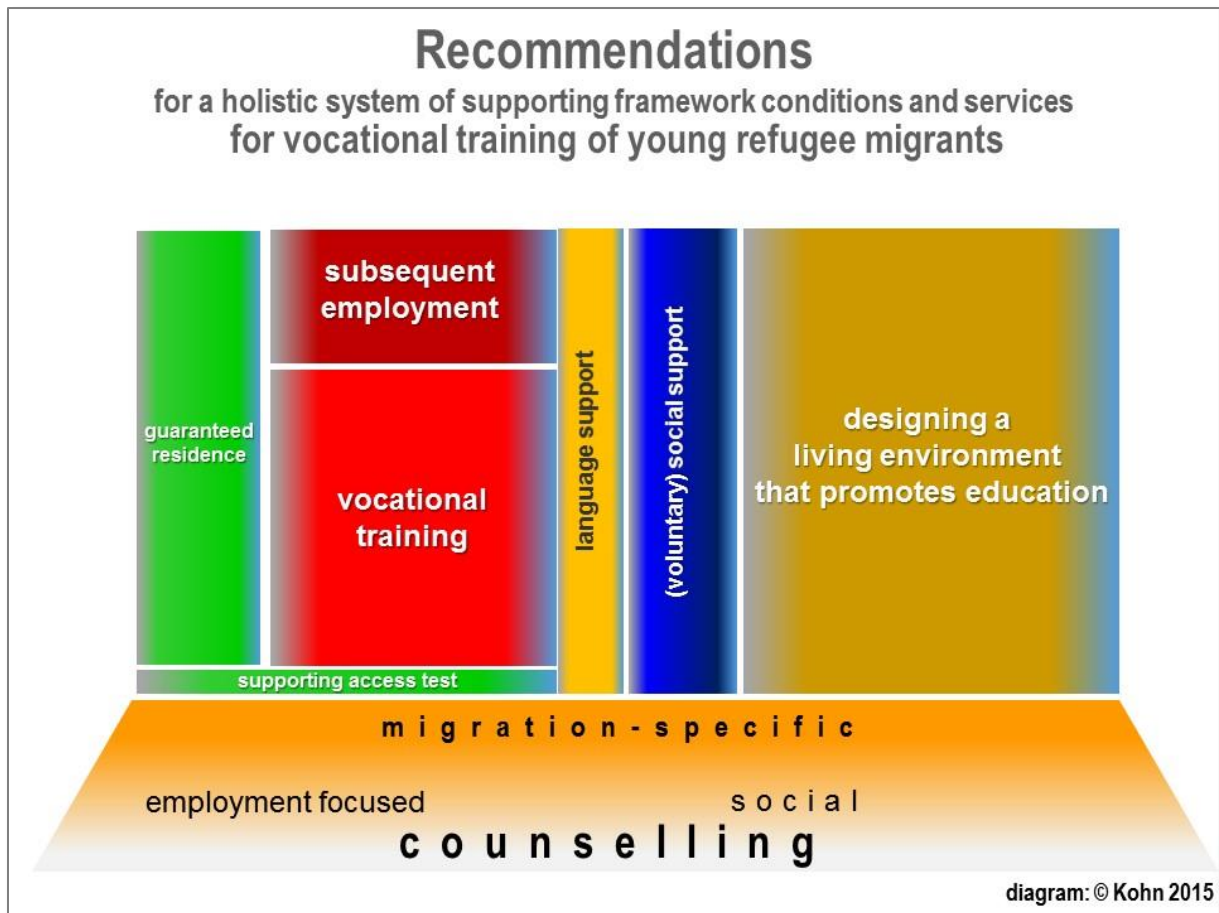 Recommendations
for a holistic system of supporting framework conditions and services
for vocational training of young refugee migrants
guaranteed
residence
subsequent
employment
vocational
training
supporting access test
language support
(voluntary) social support
designing a
living environment
that promotes education
migration-specific
employment focused
social
counselling
diagram: © Kohn 2015